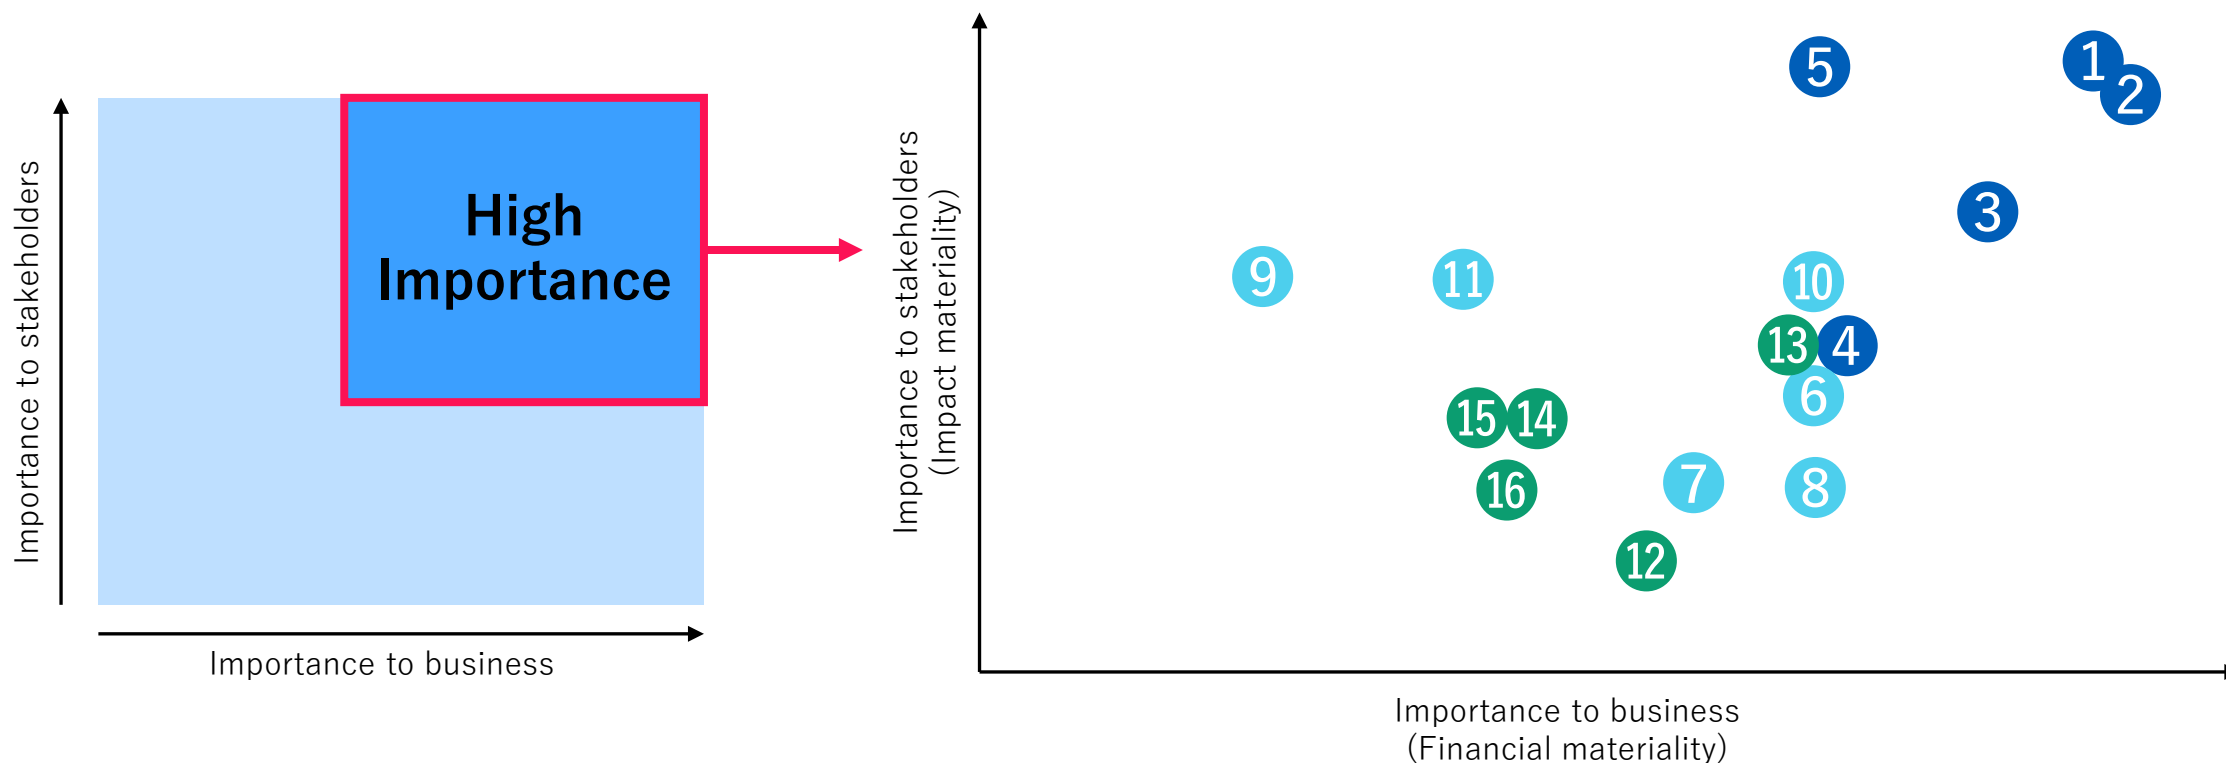 Importance to stakeholders
High
Importance
Importance to business
Importance to stakeholders
(Impact materiality)
5
1
2
3
9
11
10
13
4
6
15
14
16
7
8
12
Importance to business
(Financial materiality)